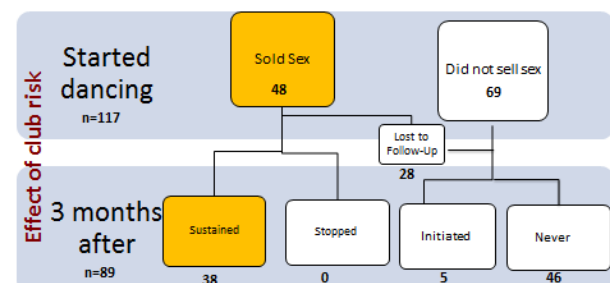 Effect of club risk
Started
dancing
n=117
Sold Sex
48
Did not sell sex
69
Lost to
Follow-Up
28
3 months
after
n=89
Sustained
38
Stopped
0
Initiated
5
Never
46